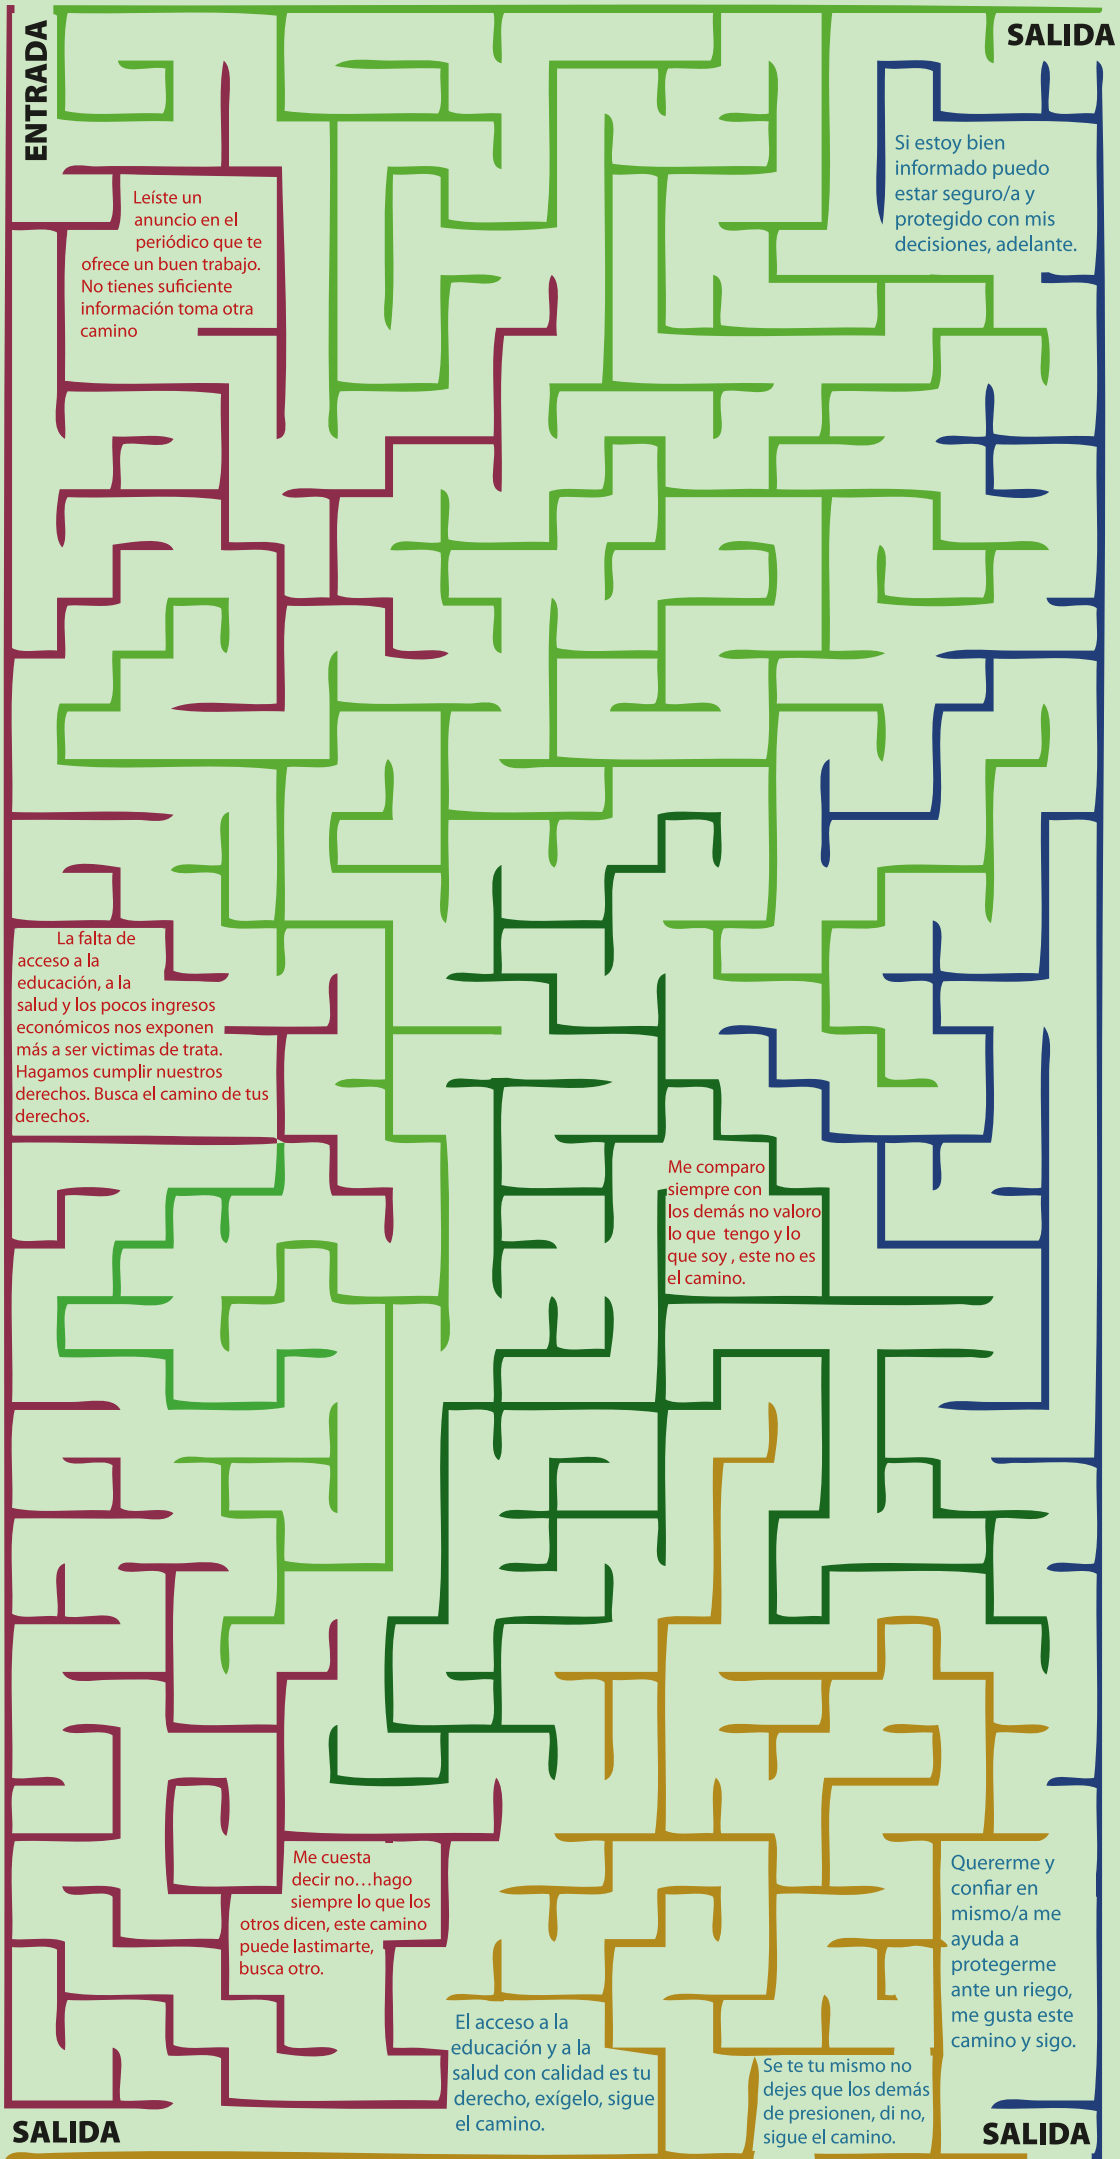 ENTRADA
SALIDA
Si estoy bien
informado puedo
estar seguro/a y
protegido con mis
decisiones, adelante.
Leíste un
anuncio en el
periódico que te
ofrece un buen trabajo.
No tienes suficiente
información toma otra
camino
La falta de
acceso a la
educación, a la
salud y los pocos ingresos
económicos nos exponen
más a ser victimas de trata.
Hagamos cumplir nuestros
derechos. Busca el camino de tus
derechos.
Me comparo
siempre con
los demás no valoro
lo que tengo y lo
que soy , este no es
el camino.
Me cuesta
decir no...hago
siempre lo que los
otros dicen, este camino
puede lastimarte,
busca otro.
Quererme y
confiar en
mismo/a me
ayuda a
protegerme
ante un riego,
me gusta este
camino y sigo.
El acceso a la
educación y a la
salud con calidad es tu
derecho, exígelo, sigue
el camino.
Se te tu mismo no
dejes que los demás
de presionen, di no,
sigue el camino.
SALIDA
SALIDA